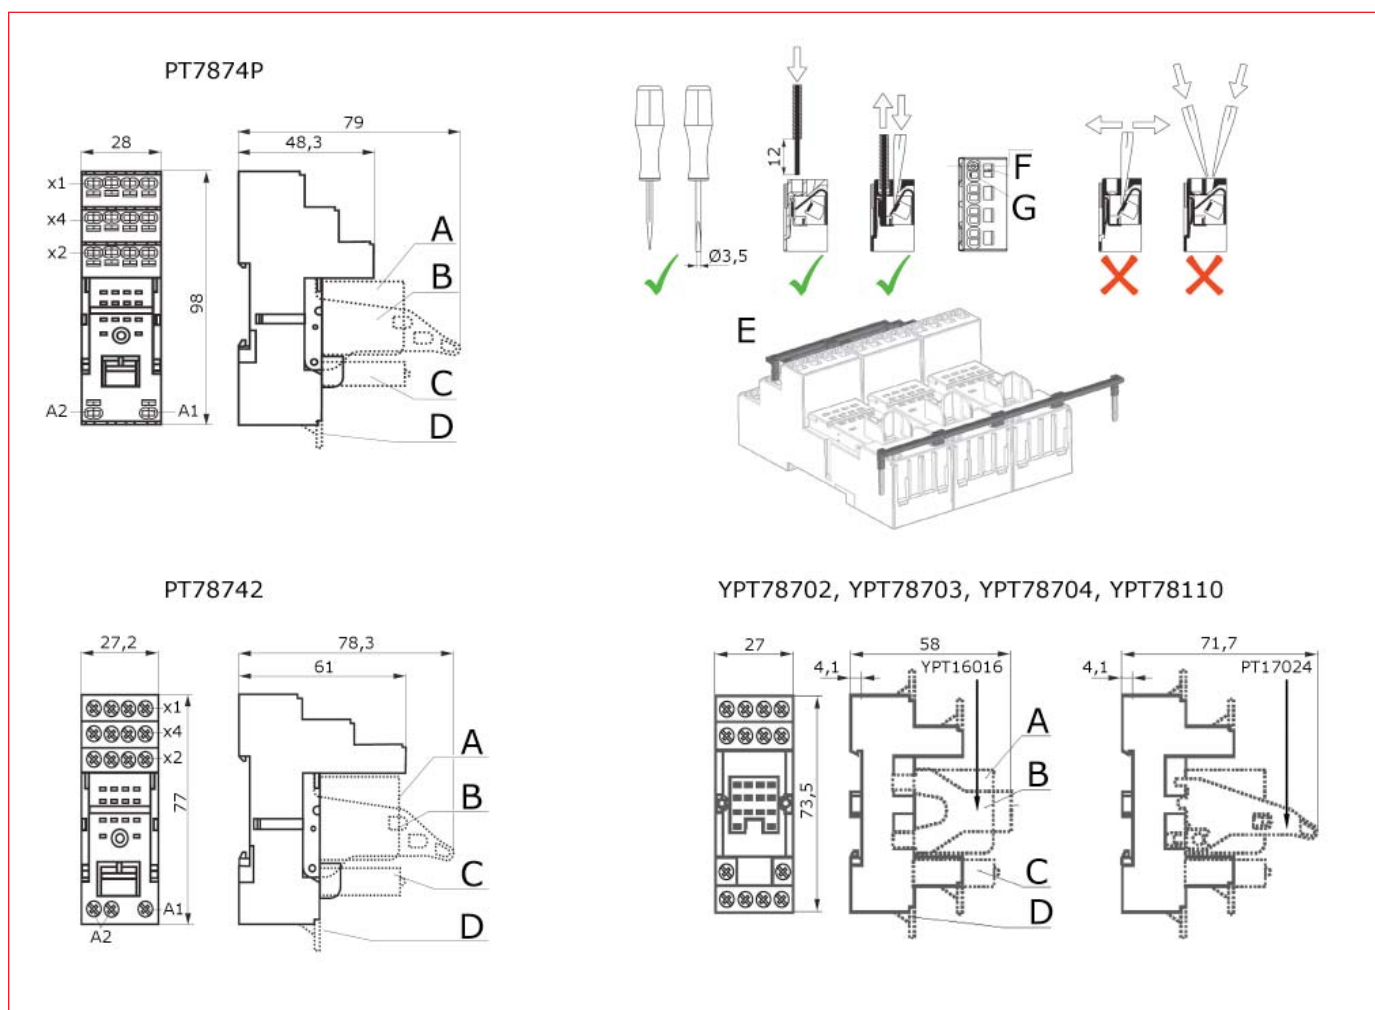 PT7874P
79
28
48,3
x1
x4
x2
98
A
B
C
D
A2
A1
12
Ø3,5
F
G
E
PT78742
27,2
78,3
61
x1
x4
x2
77
A
B
C
D
A1
A2
YPT78702, YPT78703, YPT78704, YPT78110
27
58
71,7
4,1
YPT16016
4,1
PT17024
73,5
A
B
C
D